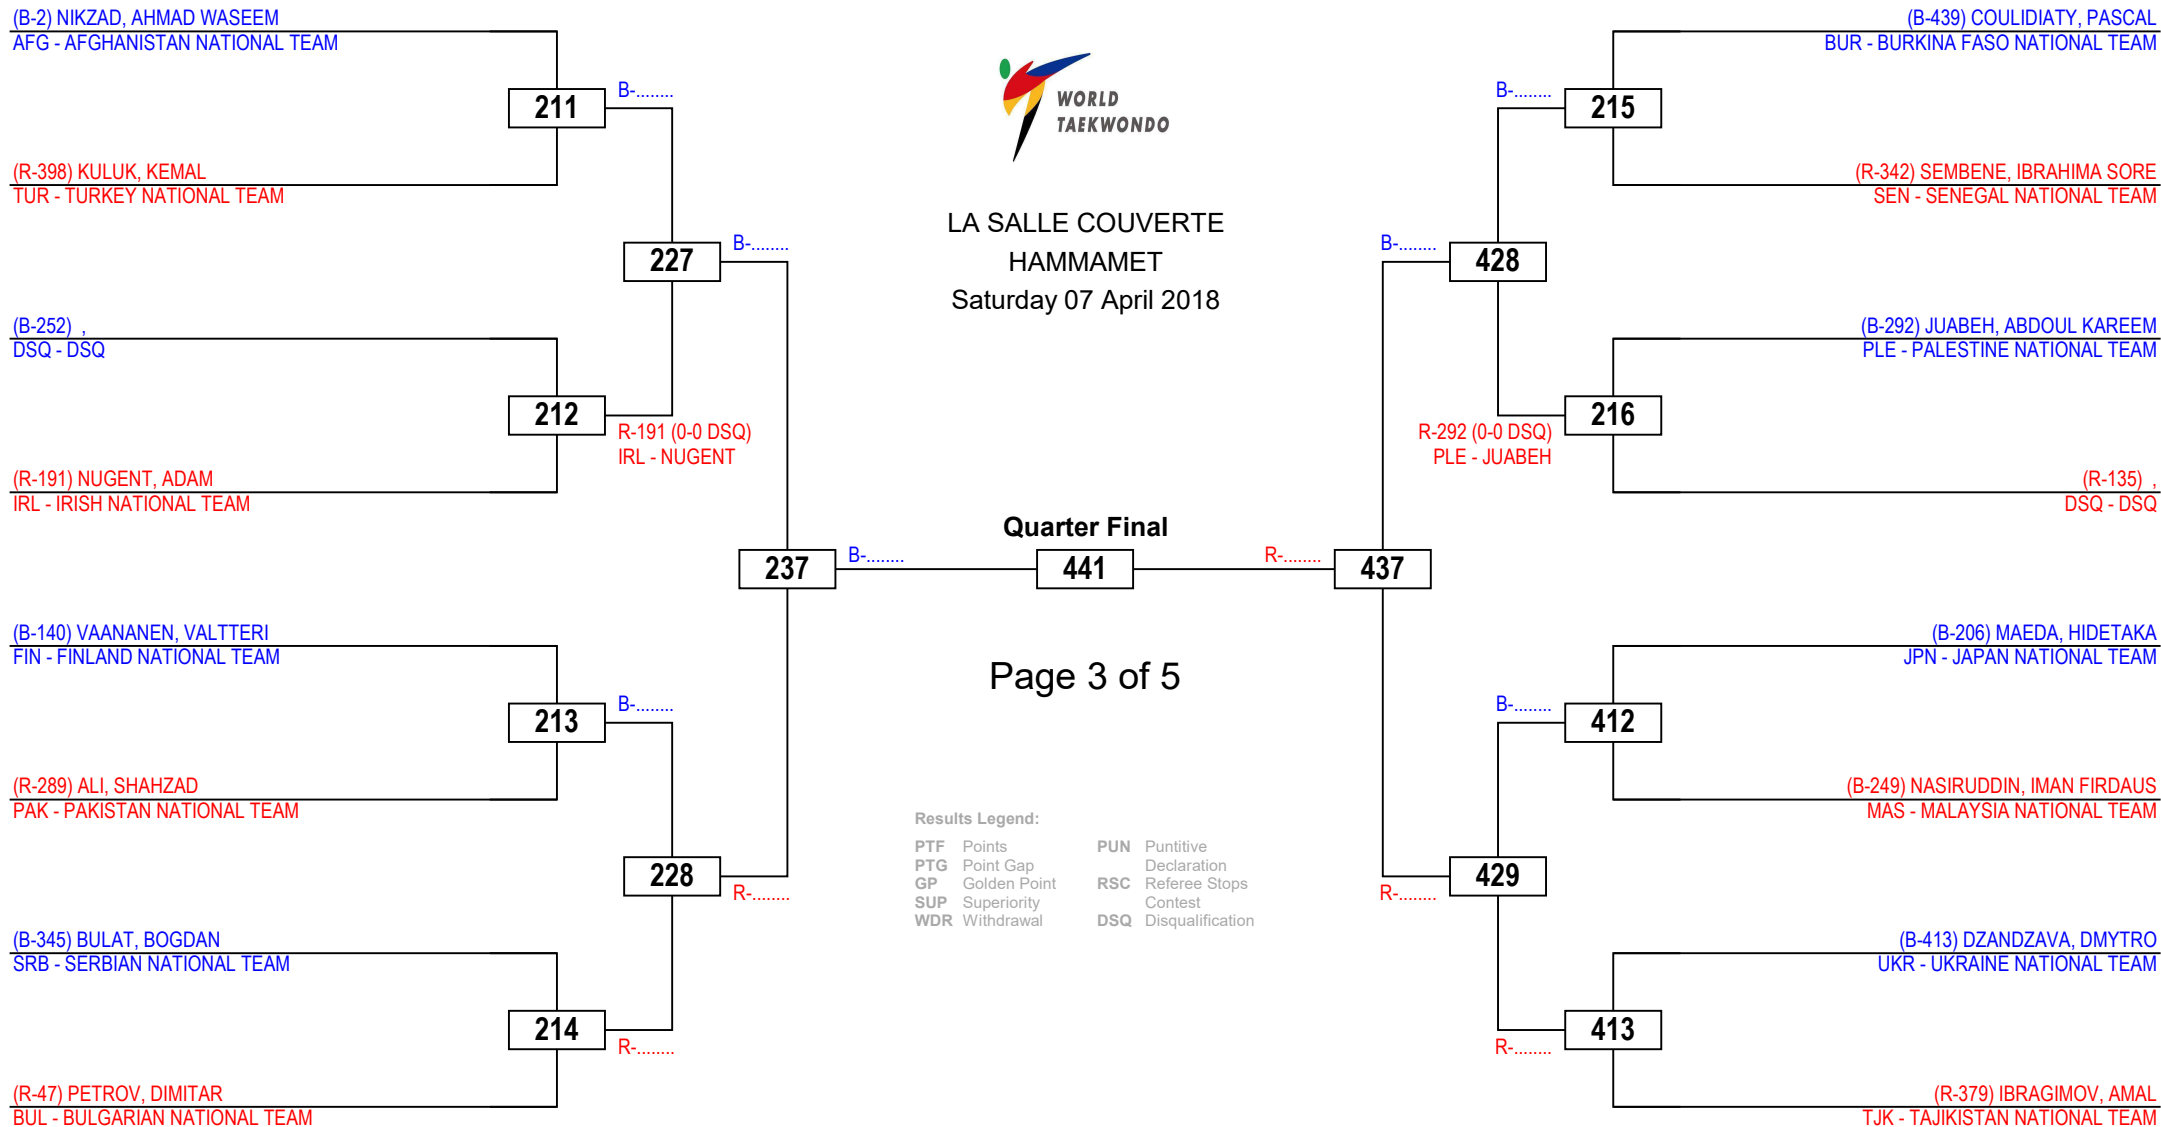 (B-2) NIKZAD, AHMAD WASEEM
AFG - AFGHANISTAN NATIONAL TEAM
211
B-........
(R-398) KULUK, KEMAL
TUR - TURKEY NATIONAL TEAM
227
B-........
(B-252) ,
DSQ - DSQ
212
R-191 (0-0 DSQ)
IRL - NUGENT
(R-191) NUGENT, ADAM
IRL - IRISH NATIONAL TEAM
237
B-........
(B-140) VAANANEN, VALTTERI
FIN - FINLAND NATIONAL TEAM
213
B-........
(R-289) ALI, SHAHZAD
PAK - PAKISTAN NATIONAL TEAM
228
R-........
(B-345) BULAT, BOGDAN
SRB - SERBIAN NATIONAL TEAM
214
R-........
(R-47) PETROV, DIMITAR
BUL - BULGARIAN NATIONAL TEAM
WORLD
TAEKWONDO
LA SALLE COUVERTE
HAMMAMET
Saturday 07 April 2018
Quarter Final
441
Page 3 of 5
Results Legend:
PTF Points
PTG Point Gap
GP Golden Point
SUP Superiority
WDR Withdrawal
PUN Puntitive
Declaration
RSC Referee Stops
Contest
DSQ Disqualification
(B-439) COULIDIATY, PASCAL
BUR - BURKINA FASO NATIONAL TEAM
B-........
215
(R-342) SEMBENE, IBRAHIMA SORE
SEN - SENEGAL NATIONAL TEAM
B-........
428
(B-292) JUABEH, ABDOUL KAREEM
PLE - PALESTINE NATIONAL TEAM
216
R-292 (0-0 DSQ)
PLE - JUABEH
(R-135) ,
DSQ - DSQ
R-........
437
(B-206) MAEDA, HIDETAKA
JPN - JAPAN NATIONAL TEAM
B-........
412
(B-249) NASIRUDDIN, IMAN FIRDAUS
MAS - MALAYSIA NATIONAL TEAM
429
R-........
(B-413) DZANDZAVA, DMYTRO
UKR - UKRAINE NATIONAL TEAM
413
R-........
(R-379) IBRAGIMOV, AMAL
TJK - TAJIKISTAN NATIONAL TEAM